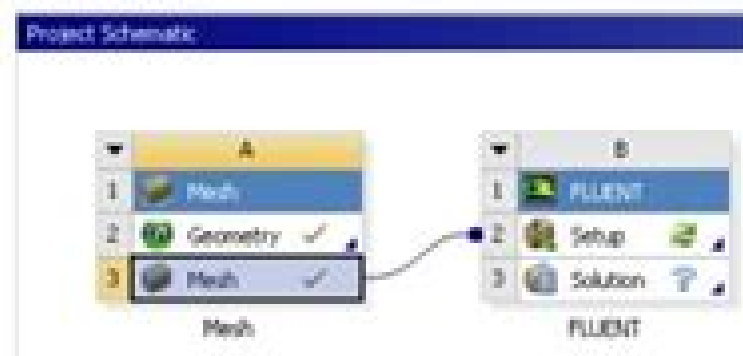 Project Schematic
A
1 Mesh
2 Geometry
3 Mesh
Mesh
B
1 FLUENT
2 Setup
3 Solution
FLUENT